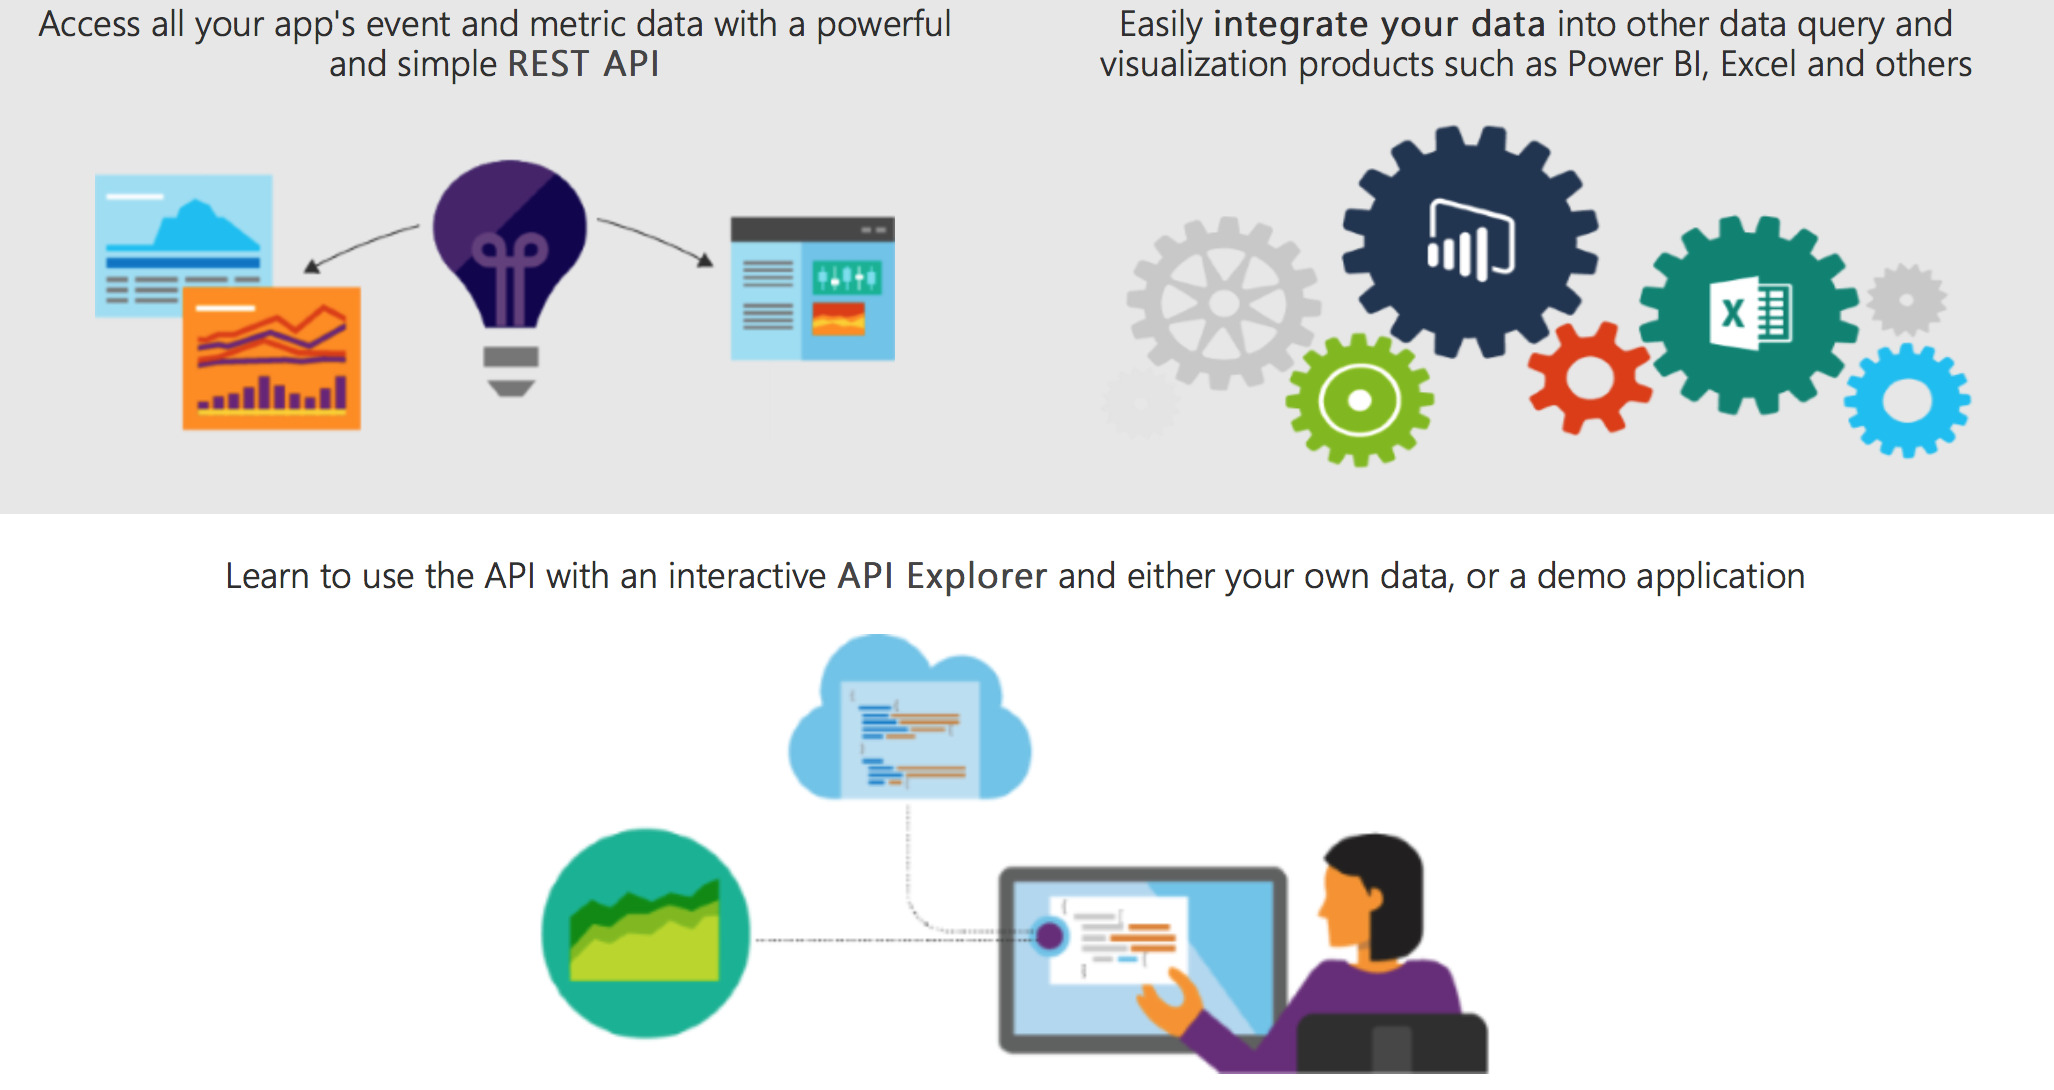 Access all your app's event and metric data with a powerful
and simple REST API
Easily integrate your data into other data query and
visualization products such as Power BI, Excel and others
X
Learn to use the API with an interactive API Explorer and either your own data, or a demo application